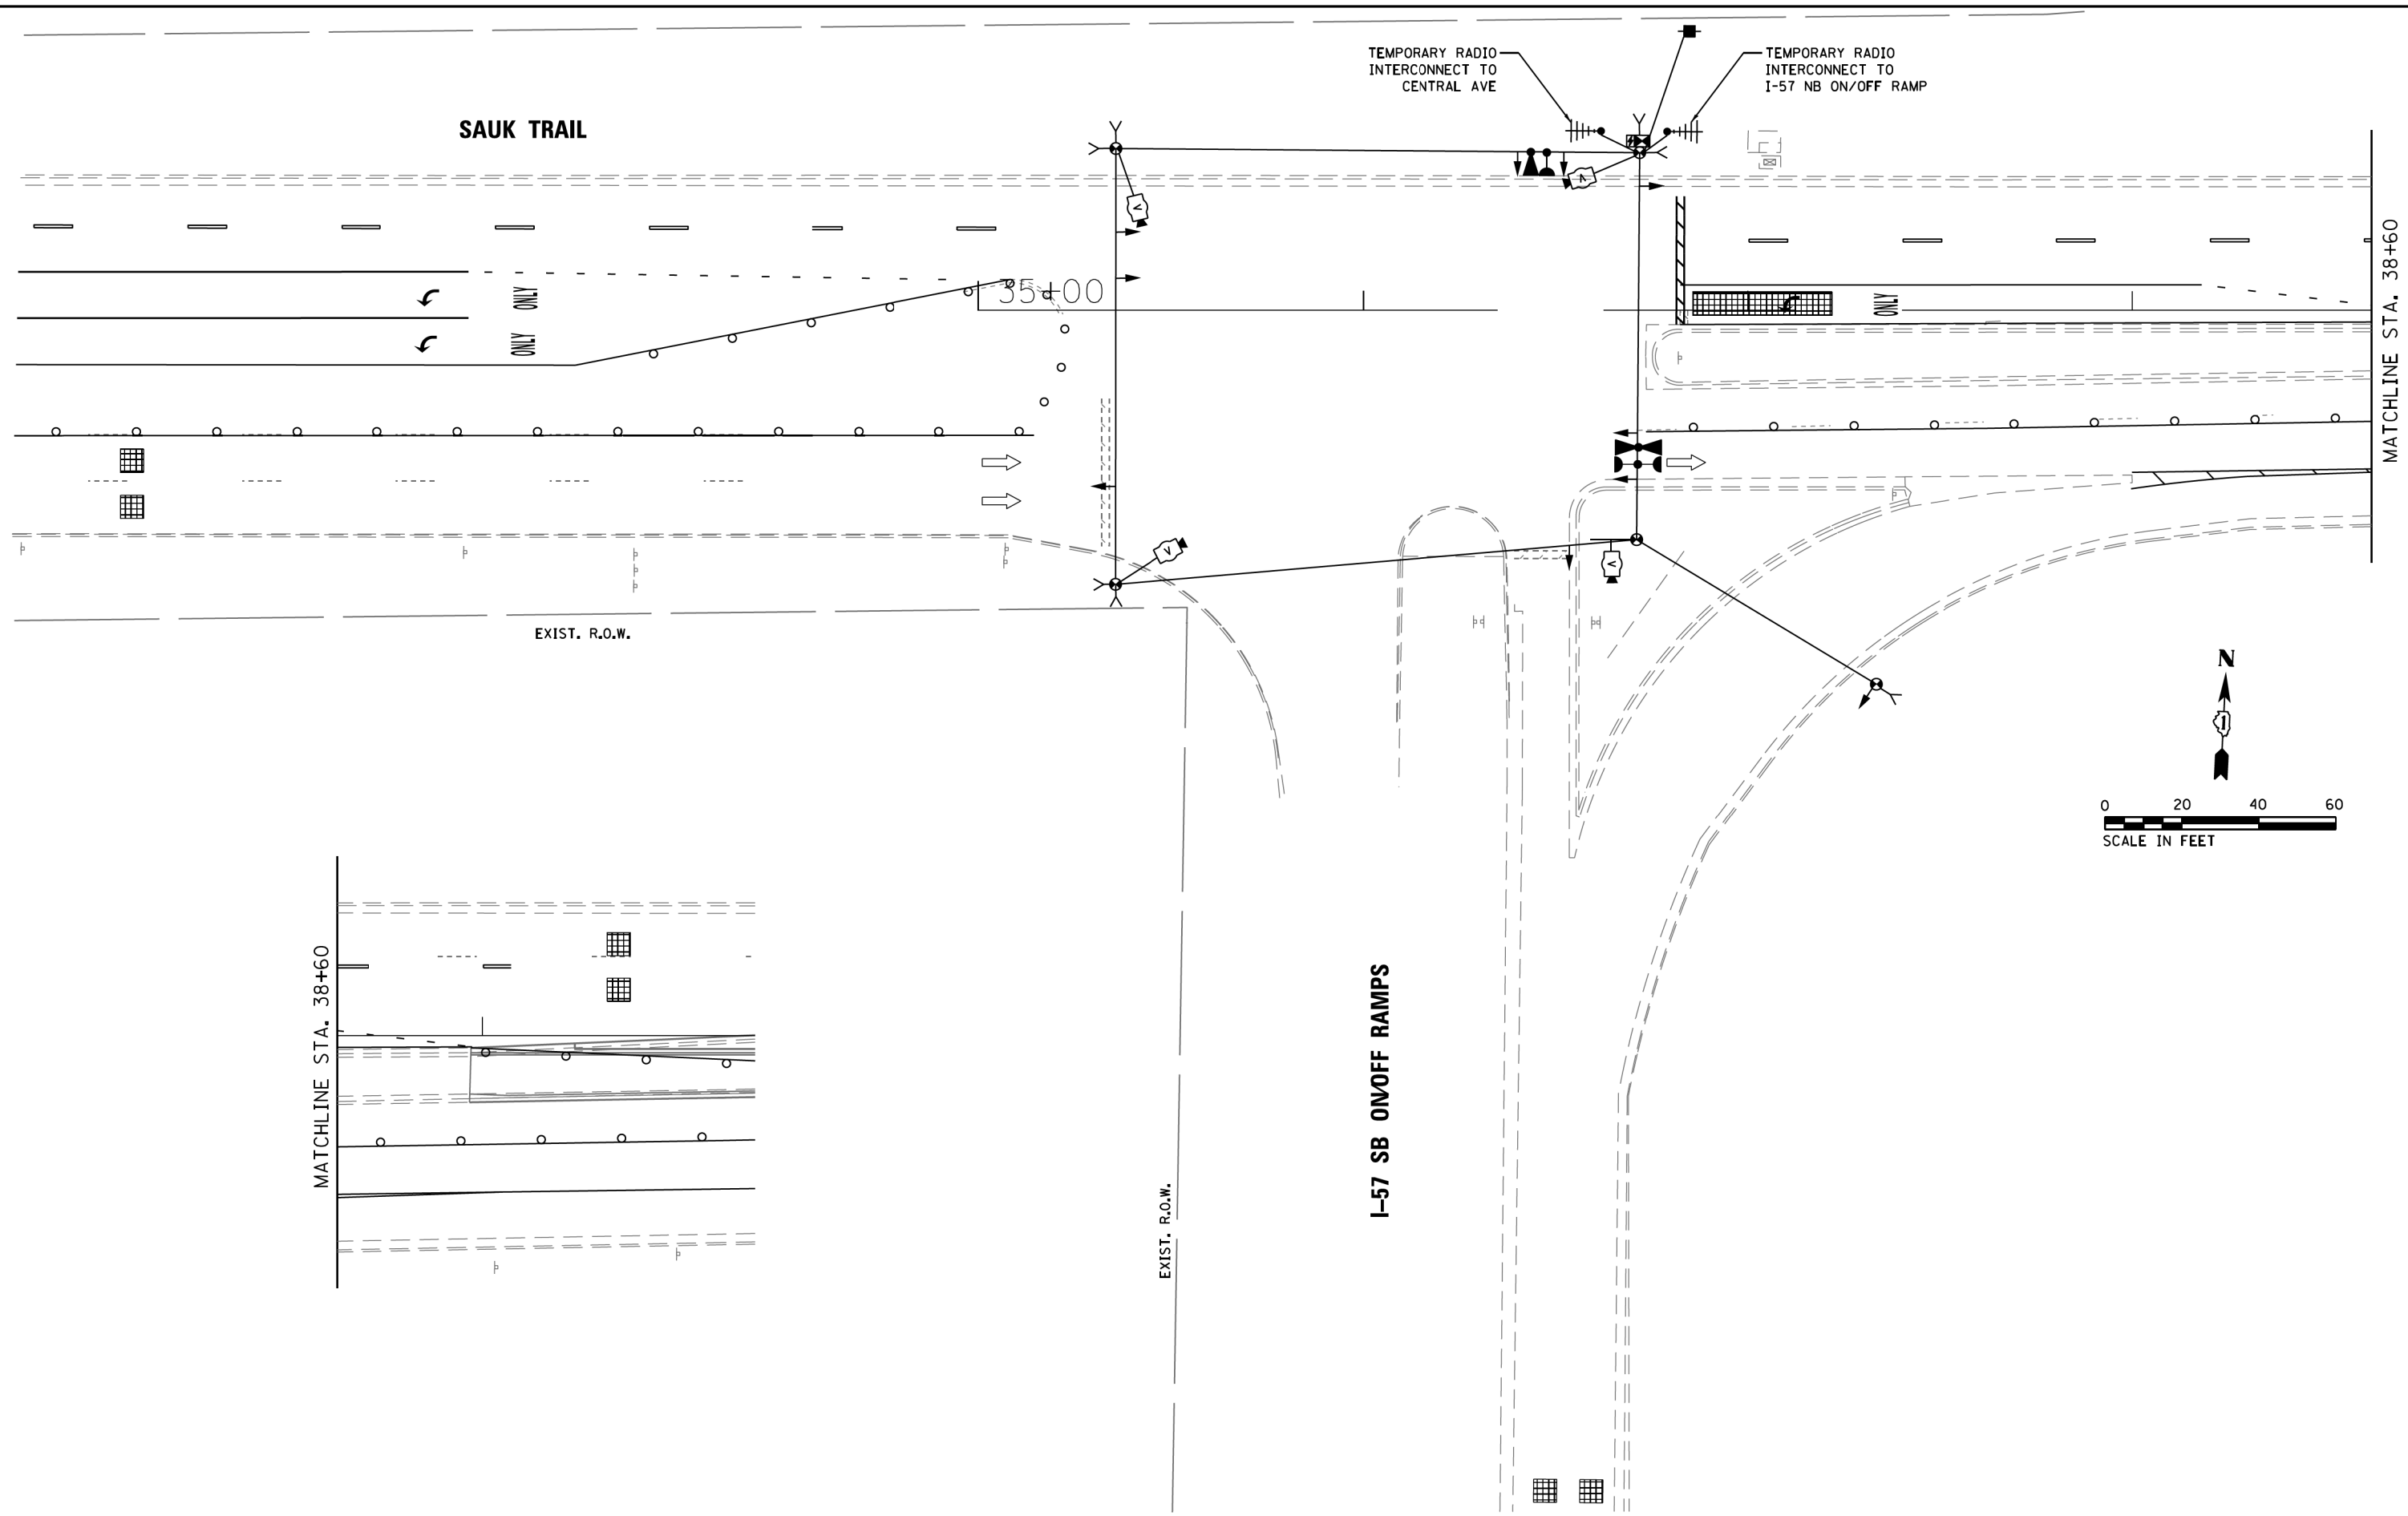 TEMPORARY RADIO
INTERCONNECT TO
CENTRAL AVE
TEMPORARY RADIO
INTERCONNECT TO
I-57 NB ON/OFF RAMP
SAUK TRAIL
35+00
ONLY
ONLY
ONLY
MATCHLINE STA. 38+60
V
V
V
V
EXIST. R.O.W.
N
1
0 20 40 60
SCALE IN FEET
MATCHLINE STA. 38+60
I-57 SB ON/OFF RAMPS
EXIST. R.O.W.